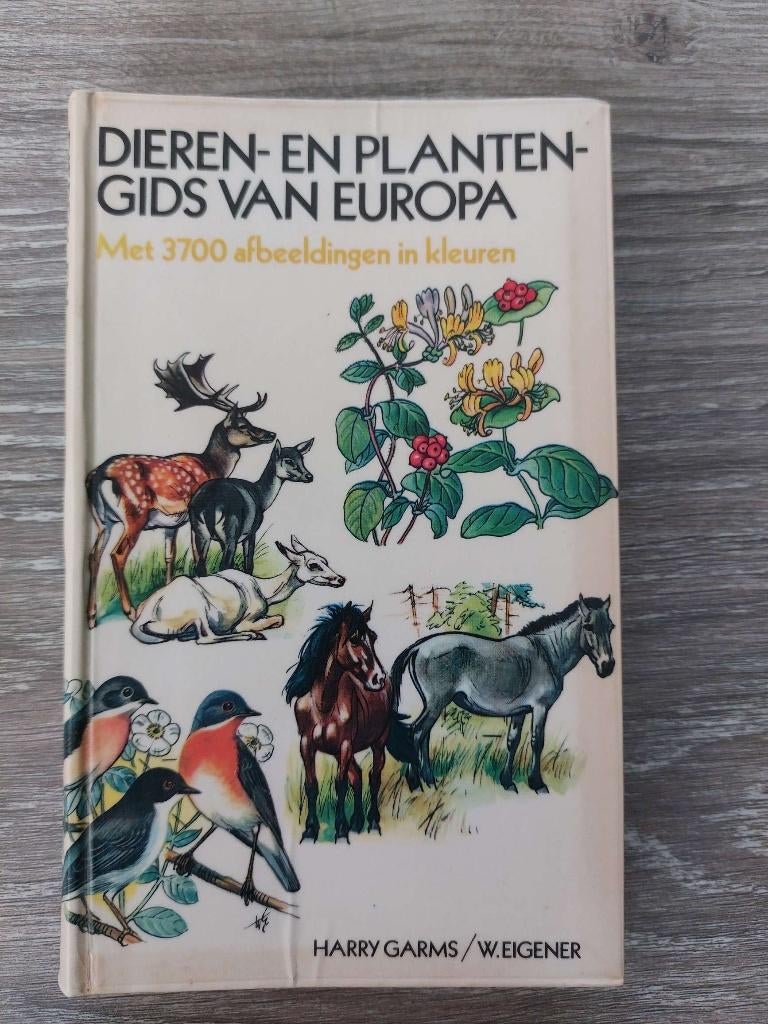 DIEREN- EN PLANTEN-
GIDS VAN EUROPA
Met 3700 afbeeldingen in kleuren
HARRY GARMS/W.EIGENER